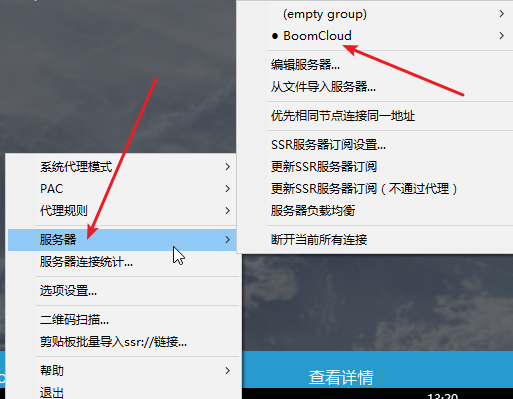 (empty group)
● BoomCloud
编辑服务器...
从文件导入服务器...
优先相同节点连接同一地址
SSR服务器订阅设置...
更新SSR服务器订阅
更新SSR服务器订阅（不通过代理）
服务器负载均衡
断开当前所有连接
系统代理模式
PAC
代理规则
服务器
服务器连接统计...
选项设置...
二维码扫描...
剪贴板批量导入ssr://链接...
帮助
退出
查看详情
13:20